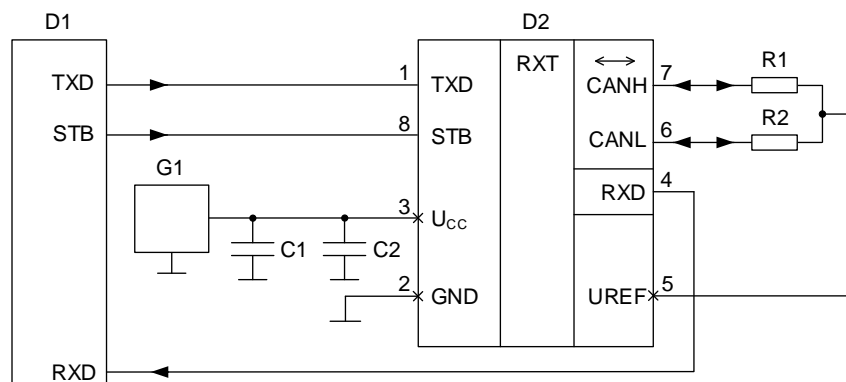 D1 D2
RXT
TXD 1 TXD CANH 7 R1
STB 8 STB CANL 6 R2
G1
RXD 4
3 UCC
C1 C2
2 GND UREF 5
RXD